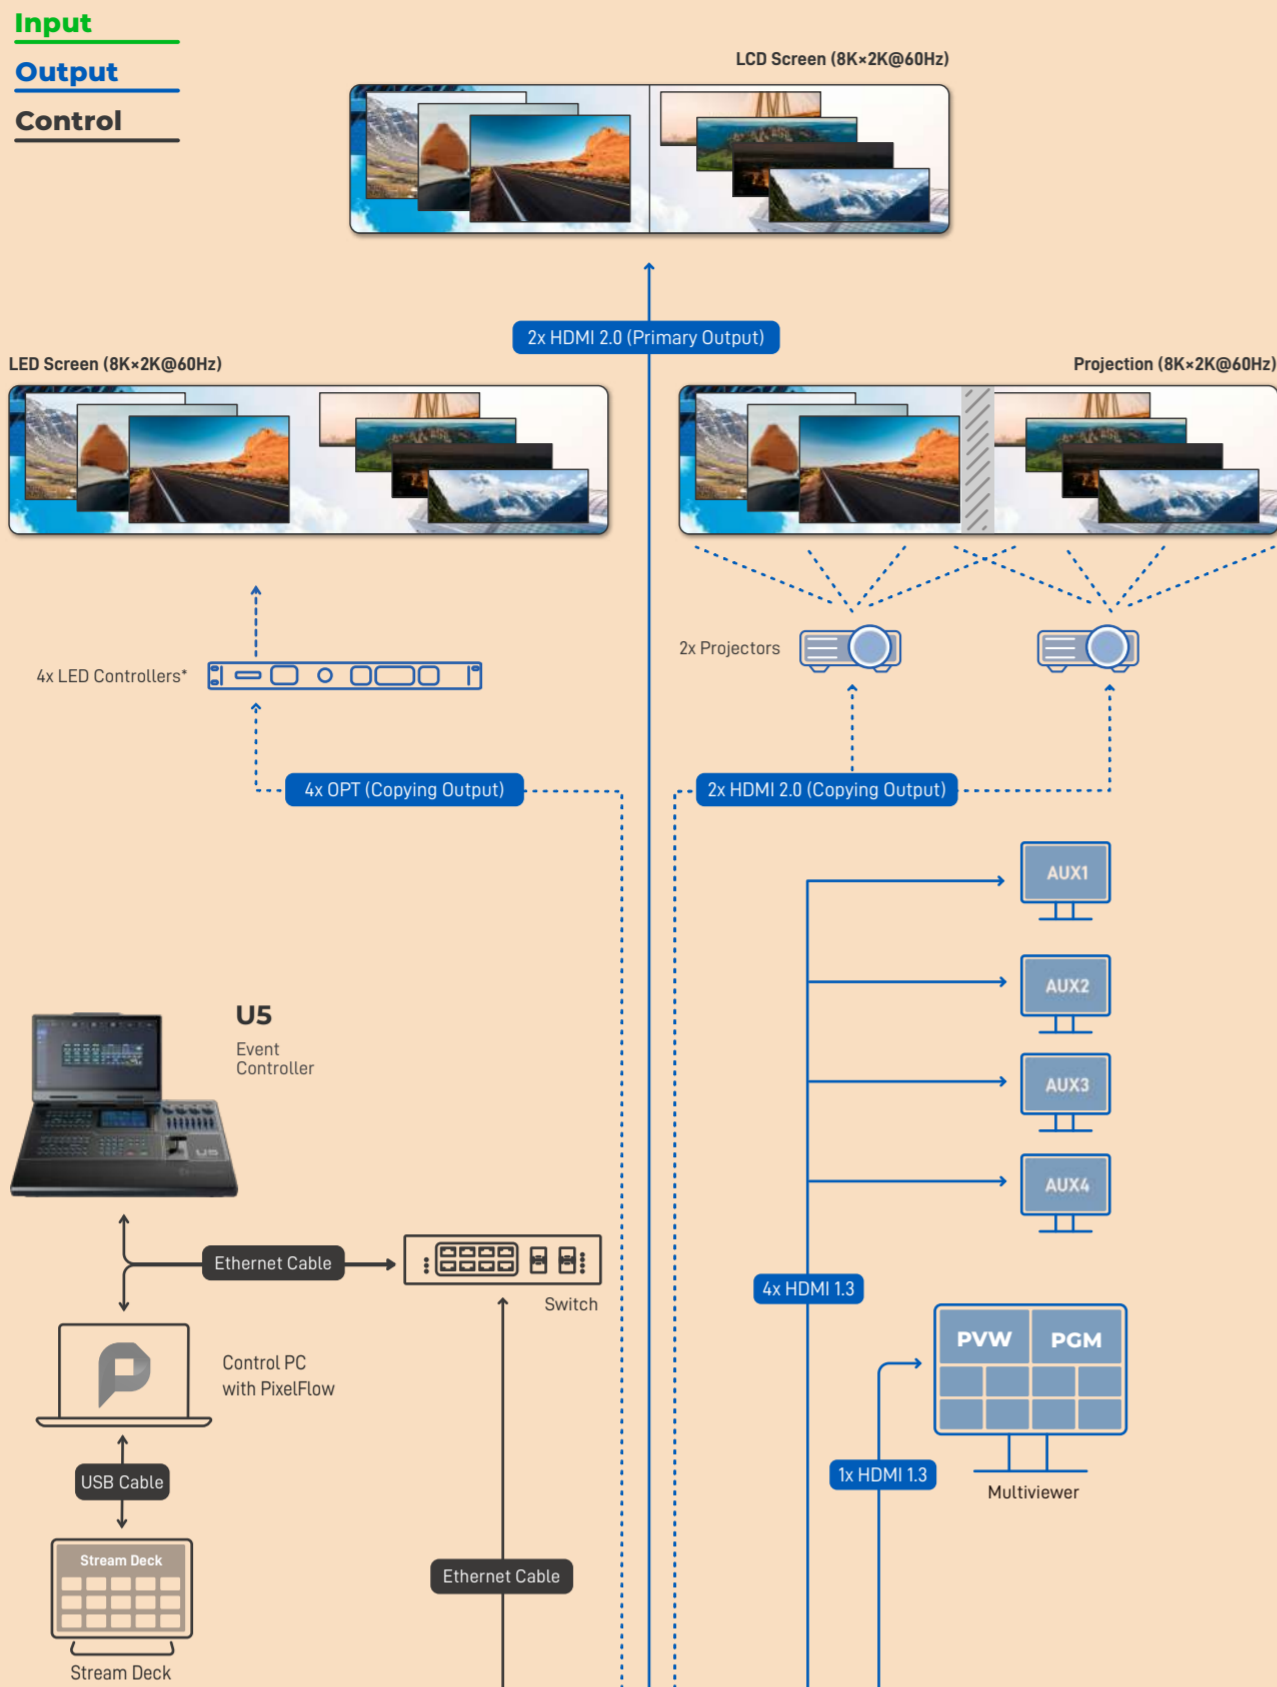 Input
Output
Control
LCD Screen (8K×2K@60Hz)
2x HDMI 2.0 (Primary Output)
LED Screen (8K×2K@60Hz)
Projection (8K×2K@60Hz)
4x LED Controllers*
2x Projectors
4x OPT (Copying Output)
2x HDMI 2.0 (Copying Output)
AUX1
AUX2
AUX3
AUX4
U5
Event
Controller
U5
Ethernet Cable
Switch
4x HDMI 1.3
PVW PGM
Control PC
with PixelFlow
1x HDMI 1.3
Multiviewer
USB Cable
Stream Deck
Ethernet Cable
Stream Deck